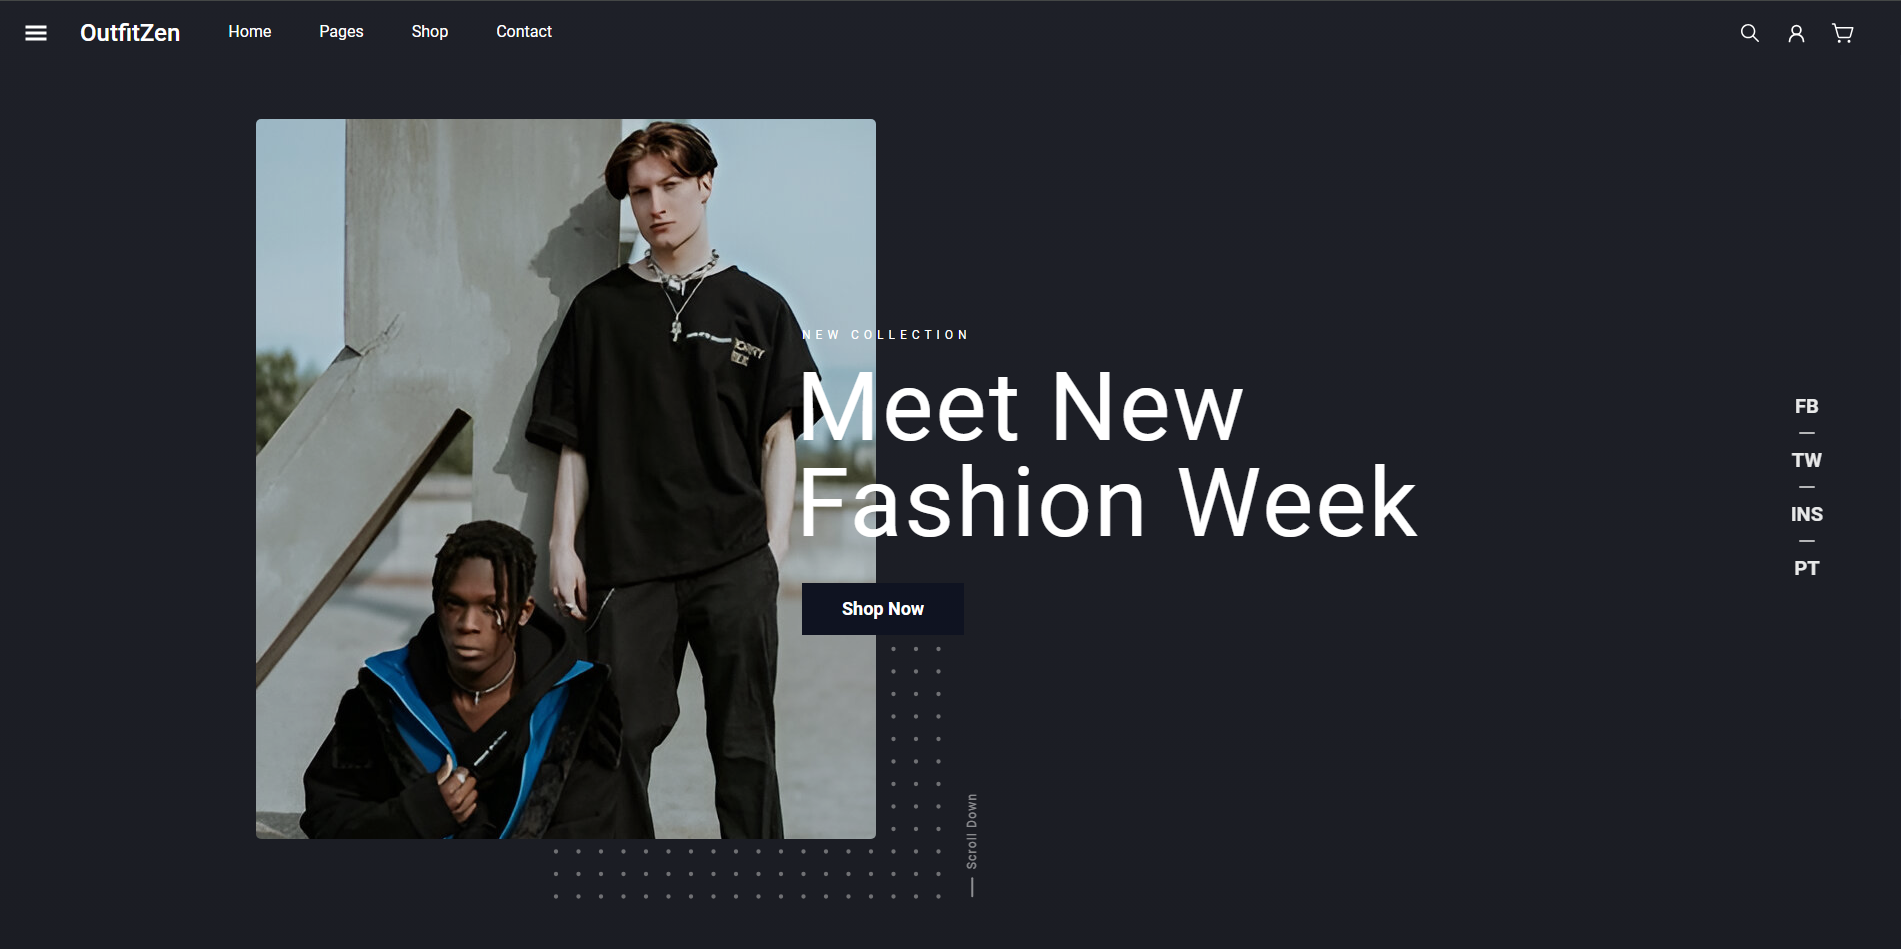 OutfitZen
Home
Pages
Shop
Contact
NEW COLLECTION
Meet New
Fashion Week
Shop Now
FB
TW
INS
PT
Scroll Down